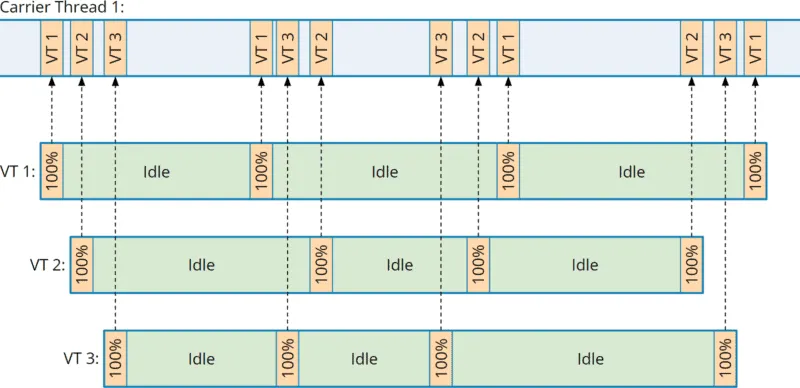 Carrier Thread 1:
VT 1 VT 2 VT 3 VT 1 VT 3 VT 2 VT 3 VT 2 VT 1 VT 2 VT 3 VT 1
VT 1: 100% Idle 100% Idle 100% Idle 100%
VT 2: 100% Idle 100% Idle 100% Idle 100%
VT 3: 100% Idle 100% Idle 100% Idle 100%